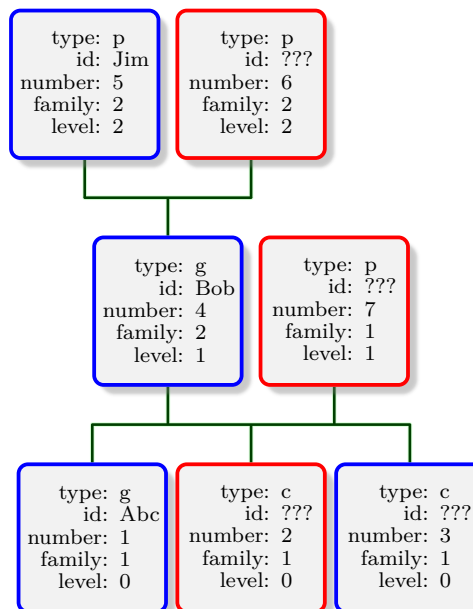 type: p
id: Jim
number: 5
family: 2
level: 2
type: p
id: ???
number: 6
family: 2
level: 2
type: g
id: Bob
number: 4
family: 2
level: 1
type: p
id: ???
number: 7
family: 1
level: 1
type: g
id: Abc
number: 1
family: 1
level: 0
type: c
id: ???
number: 2
family: 1
level: 0
type: c
id: ???
number: 3
family: 1
level: 0